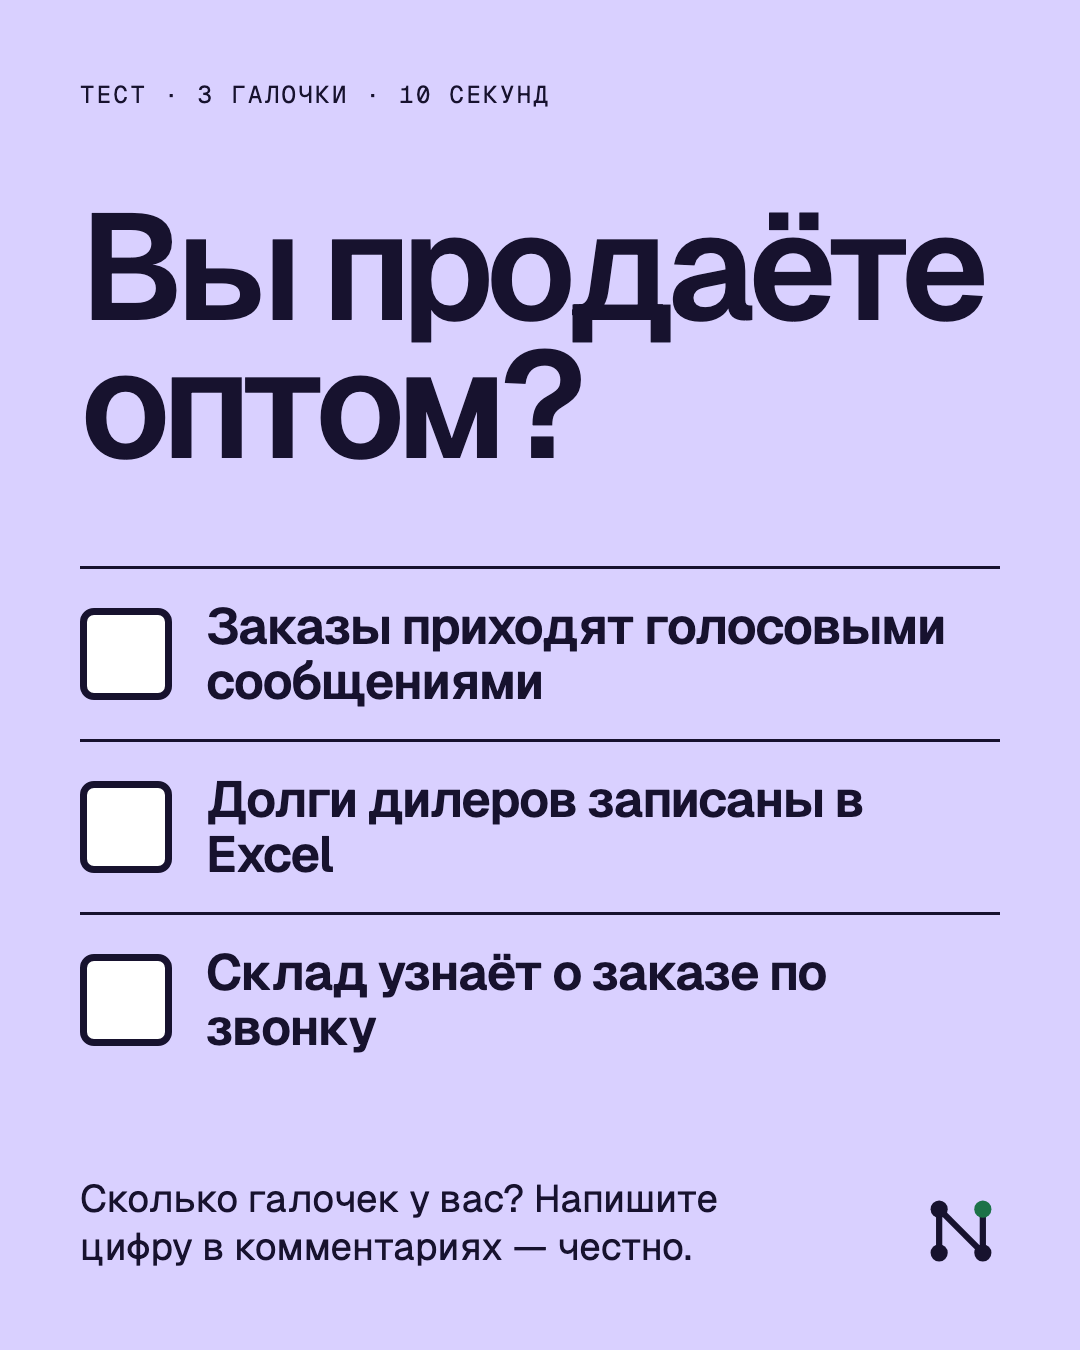 ТЕСТ · 3 ГАЛОЧКИ · 10 СЕКУНД
Вы продаёте
оптом?
Заказы приходят голосовыми
сообщениями
Долги дилеров записаны в
Excel
Склад узнаёт о заказе по
звонку
Сколько галочек у вас? Напишите
цифру в комментариях — честно.